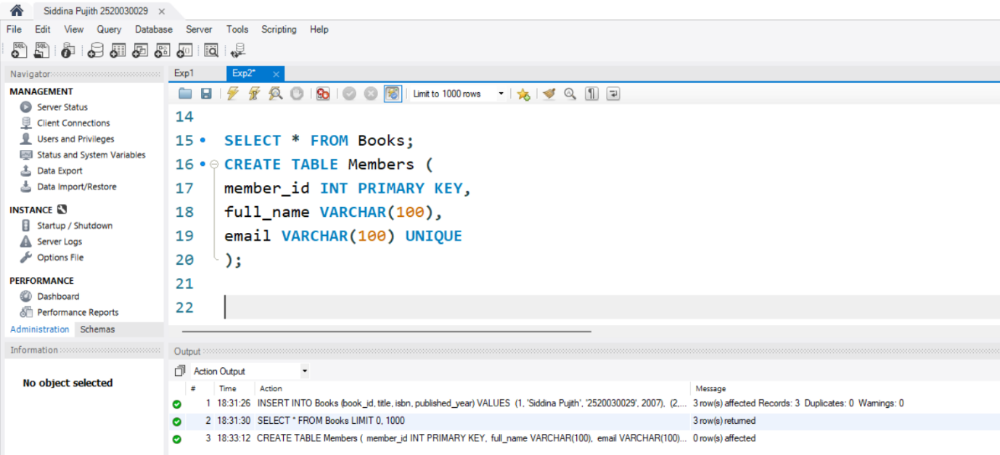 Siddina Pujith 2520030029 ×
File Edit View Query Database Server Tools Scripting Help
Navigator
MANAGEMENT
Server Status
Client Connections
Users and Privileges
Status and System Variables
Data Export
Data Import/Restore
INSTANCE
Startup / Shutdown
Server Logs
Options File
PERFORMANCE
Dashboard
Performance Reports
Administration Schemas
Information
No object selected
Exp1 Exp2* ×
Limit to 1000 rows
14
15 SELECT * FROM Books;
16 CREATE TABLE Members (
17 member_id INT PRIMARY KEY,
18 full_name VARCHAR(100),
19 email VARCHAR(100) UNIQUE
20 );
21
22
Output
Action Output
# Time Action Message
1 18:31:26 INSERT INTO Books (book_id, title, isbn, published_year) VALUES (1, 'Siddina Pujith', '2520030029', 2007), (2,... 3 row(s) affected Records: 3 Duplicates: 0 Warnings: 0
2 18:31:30 SELECT * FROM Books LIMIT 0, 1000 3 row(s) returned
3 18:33:12 CREATE TABLE Members ( member_id INT PRIMARY KEY, full_name VARCHAR(100), email VARCHAR(100)... 0 row(s) affected